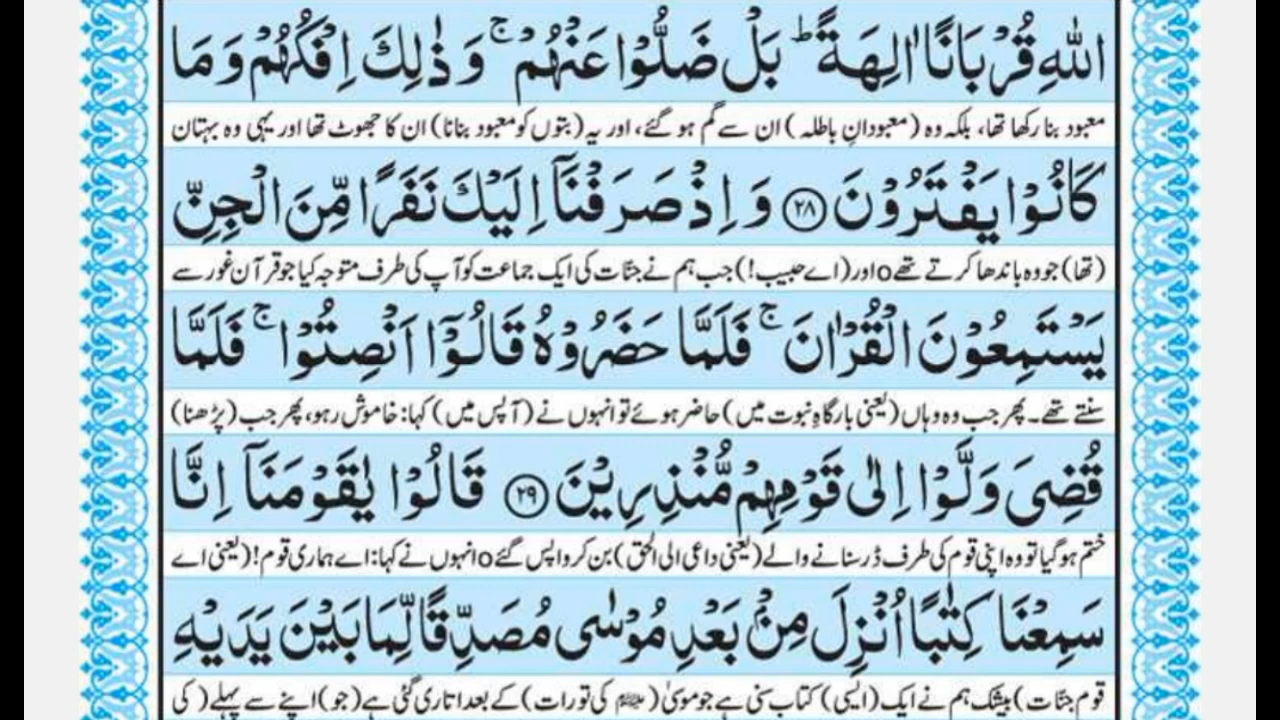 اللّٰهِ قُرْبَانًا اٰلِهَةً ؕ بَلْ ضَلُّوْا عَنْهُمْ ۚ وَ ذٰلِكَ اِفْكُهُمْ وَ مَا
معبود بنا رکھا تھا، بلکہ وہ (معبودانِ باطلہ) ان سے گم ہو گئے، اور یہ (بتوں کو معبود بنانا) ان کا جھوٹ تھا اور یہی وہ بہتان
كَانُوْا يَفْتَرُوْنَ ﴿۲۸﴾ وَ اِذْ صَرَفْنَاۤ اِلَيْكَ نَفَرًا مِّنَ الْجِنِّ
(تھا) جو وہ باندھا کرتے تھے o اور (اے حبیب!) جب ہم نے جنّات کی ایک جماعت کو آپ کی طرف متوجہ کیا جو قرآن غور سے
يَسْتَمِعُوْنَ الْقُرْاٰنَ ۚ فَلَمَّا حَضَرُوْهُ قَالُوْۤا اَنْصِتُوْا ۚ فَلَمَّا
سنتے تھے۔ پھر جب وہ وہاں (یعنی بارگاہِ نبوت میں) حاضر ہوئے تو انہوں نے (آپس میں) کہا: خاموش رہو، پھر جب (پڑھنا)
قُضِيَ وَلَّوْا اِلٰى قَوْمِهِمْ مُّنْذِرِيْنَ ﴿۲۹﴾ قَالُوْا يٰقَوْمَنَاۤ اِنَّا
ختم ہو گیا تو وہ اپنی قوم کی طرف ڈر سنانے والے (یعنی داعی الی الحق) بن کر واپس گئے o انہوں نے کہا: اے ہماری قوم! (یعنی اے
سَمِعْنَا كِتٰبًا اُنْزِلَ مِنْۢ بَعْدِ مُوْسٰى مُصَدِّقًا لِّمَا بَيْنَ يَدَيْهِ
قومِ جنّات) بیشک ہم نے ایک (ایسی) کتاب سنی ہے جو موسیٰ (علیہ السلام کی تورات) کے بعد اتاری گئی ہے (جو) اپنے سے پہلے (کی